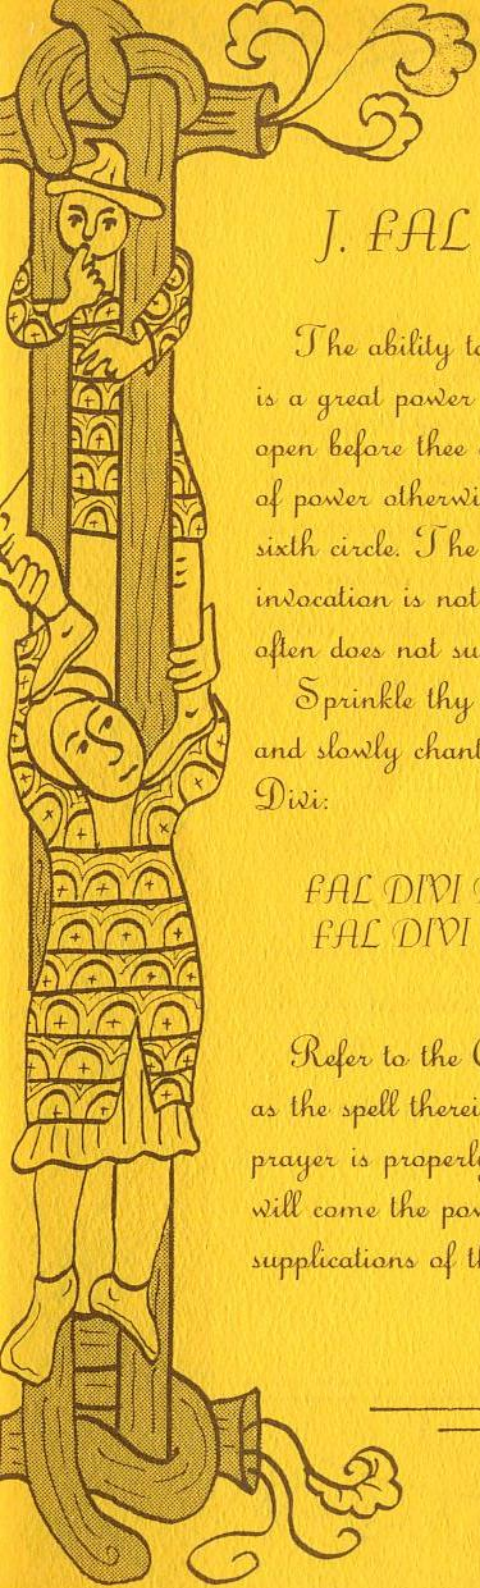 J. FAL
The ability to
is a great power
open before thee
of power otherwi
sixth circle. The
invocation is not
often does not su
Sprinkle thy
and slowly chant
Divi:
FAL DIVI
FAL DIVI
Refer to the
as the spell therei
prayer is properly
will come the pow
supplications of th